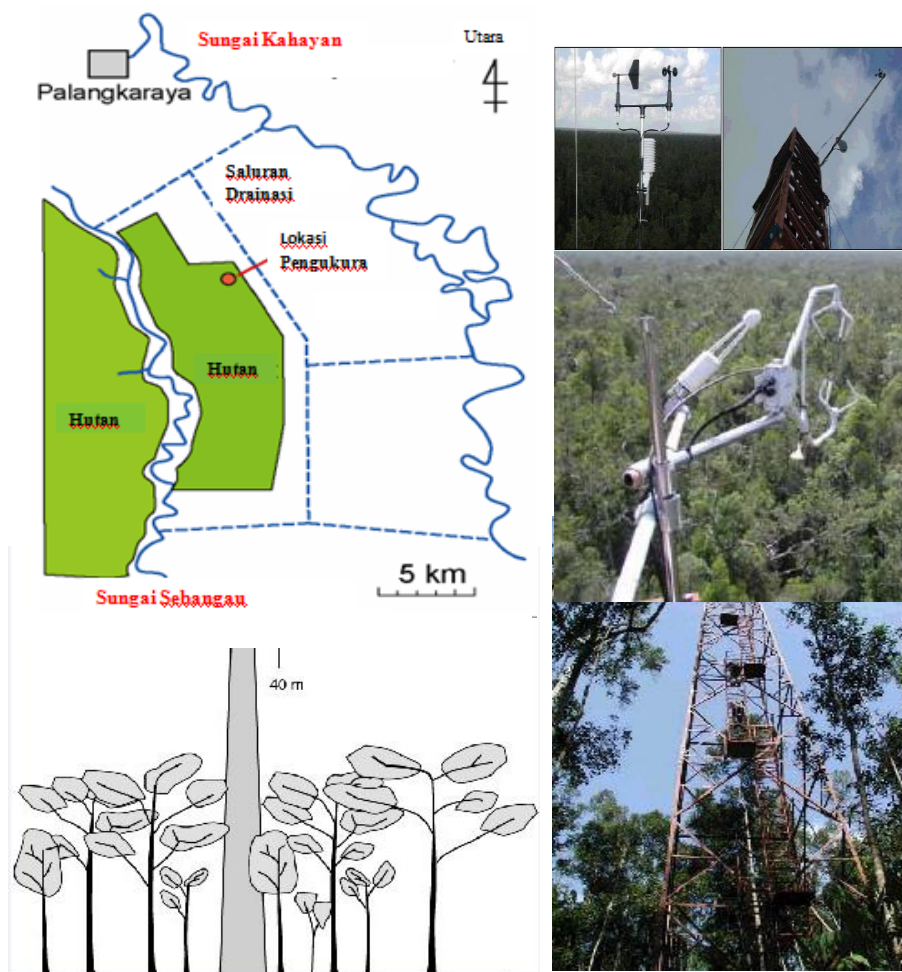 Sungai Kahayan
Utara
Palangkaraya
Saluran
Drainasi
Lokasi
Pengukura
Hutan
Hutan
5 km
Sungai Sebangau
40 m